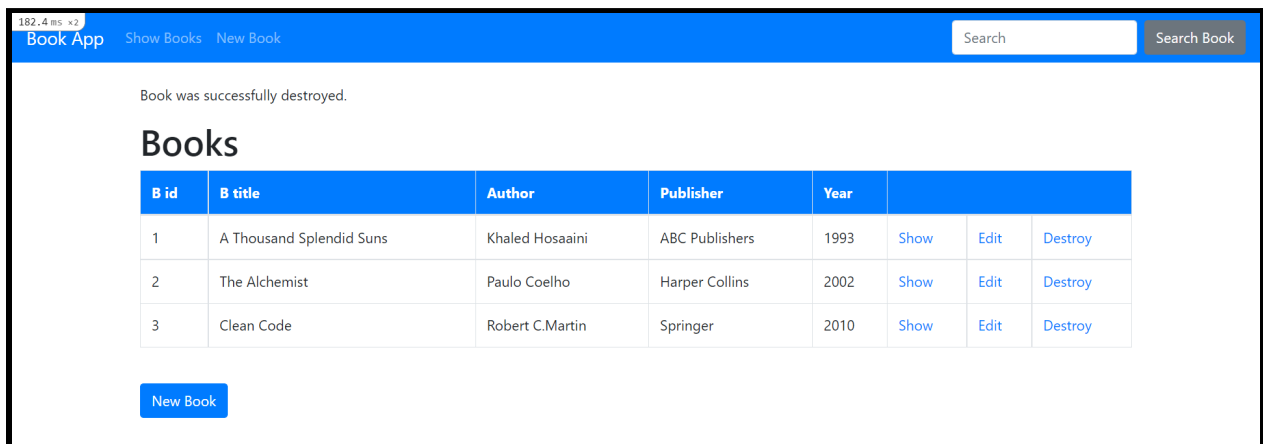 182.4 ms ×2
Book App Show Books New Book Search Search Book
Book was successfully destroyed.
Books
B id B title Author Publisher Year
1 A Thousand Splendid Suns Khaled Hosaaini ABC Publishers 1993 Show Edit Destroy
2 The Alchemist Paulo Coelho Harper Collins 2002 Show Edit Destroy
3 Clean Code Robert C.Martin Springer 2010 Show Edit Destroy
New Book